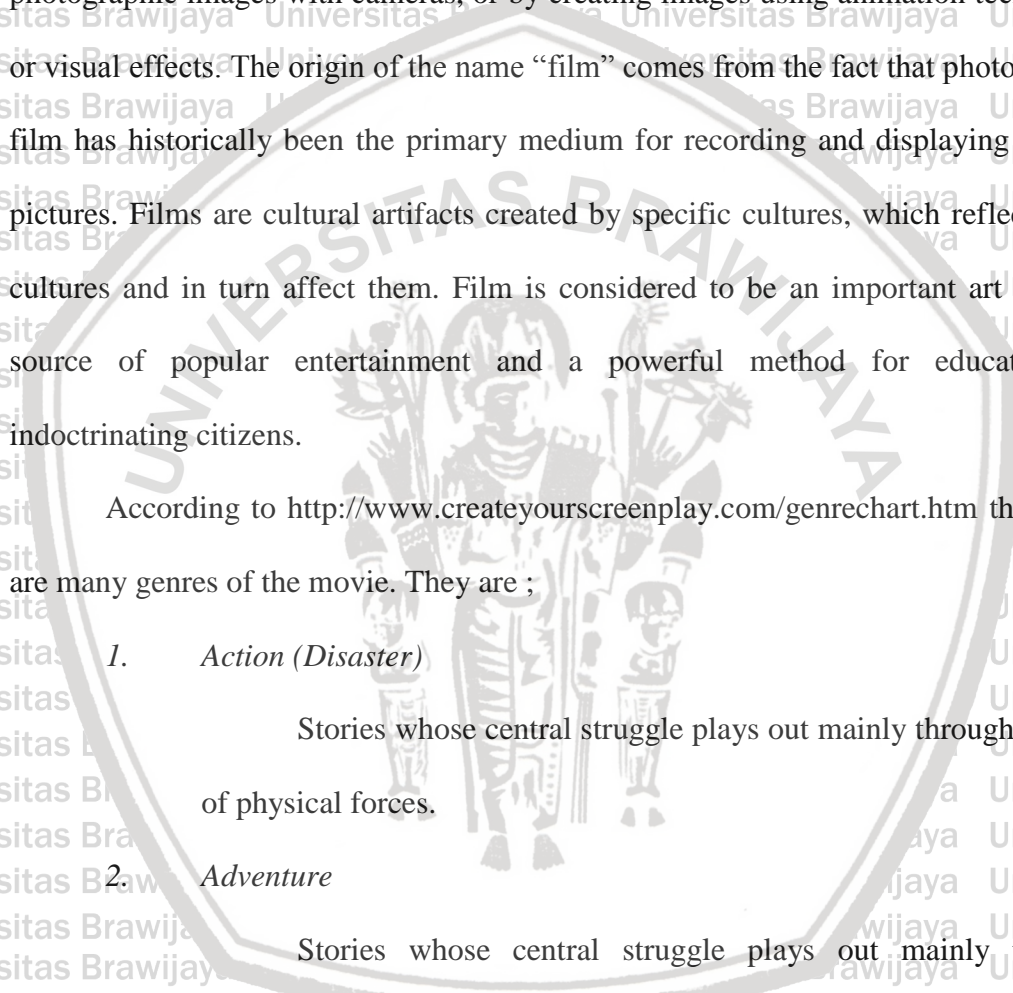 photographic images with cameras, or by creating images using animation tec
or visual effects. The origin of the name “film” comes from the fact that photo
film has historically been the primary medium for recording and displaying
pictures. Films are cultural artifacts created by specific cultures, which refle
cultures and in turn affect them. Film is considered to be an important art
source of popular entertainment and a powerful method for educat
indoctrinating citizens.
According to http://www.createyourscreenplay.com/genrechart.htm th
are many genres of the movie. They are ;
1. Action (Disaster)
Stories whose central struggle plays out mainly through
of physical forces.
2. Adventure
Stories whose central struggle plays out mainly
UNIVERSITAS BRAWIJAYA